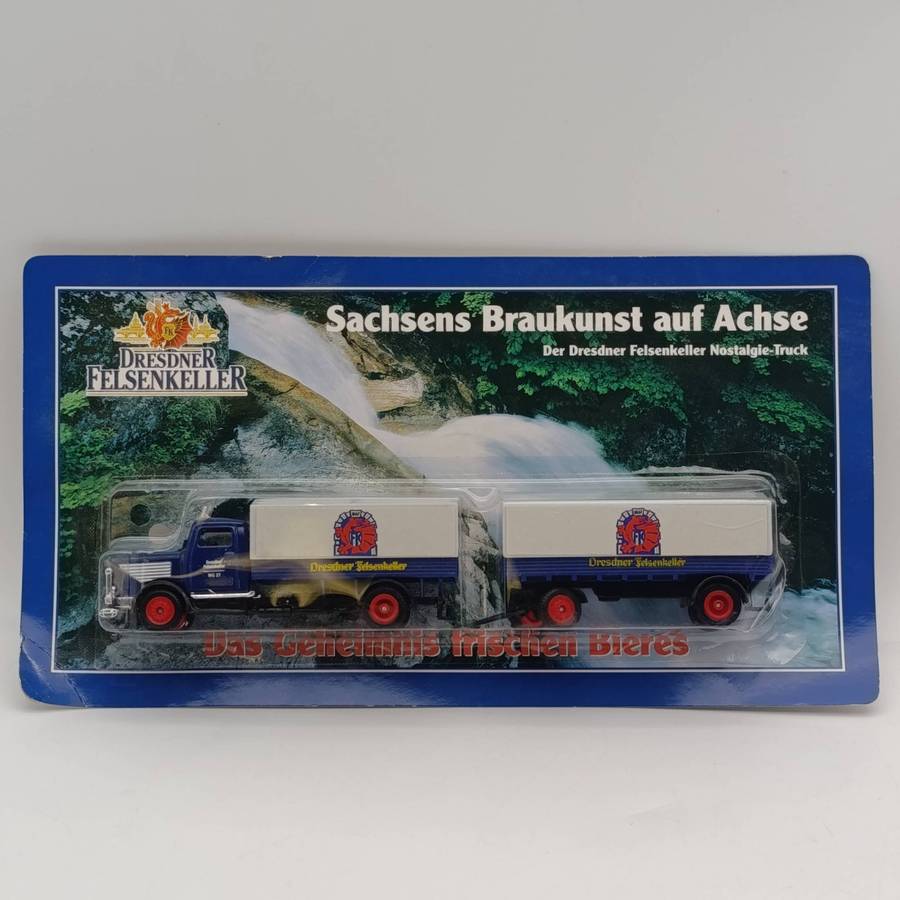 Sachsens Braukunst auf Achse
Der Dresdner Felsenkeller Nostalgie-Truck
FK
DRESDNER
FELSENKELLER
Dresdner Felsenkeller
Dresdner Felsenkeller
Das Geheimnis frischen Bieres